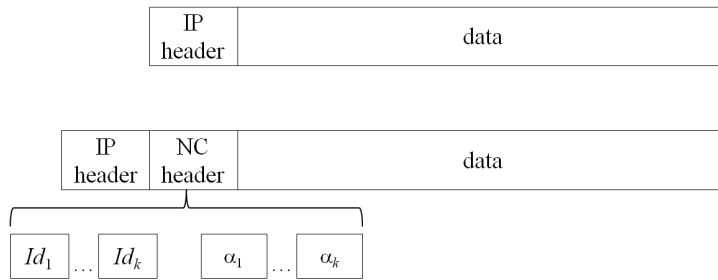 IP header data
IP header NC header data
Id₁ ... Idₖ α₁ ... αₖ